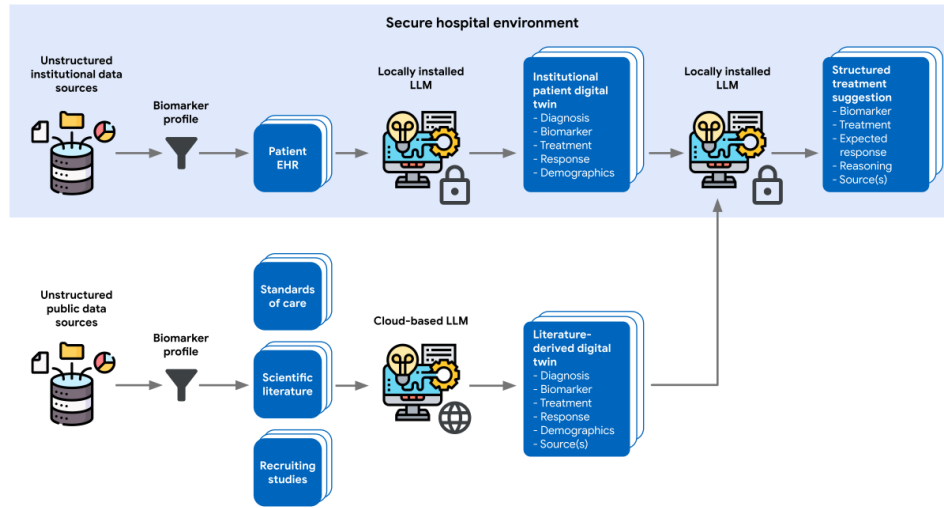 Secure hospital environment
Unstructured
institutional data
sources
Biomarker
profile
Patient
EHR
Locally installed
LLM
Institutional
patient digital
twin
- Diagnosis
- Biomarker
- Treatment
- Response
- Demographics
Locally installed
LLM
Structured
treatment
suggestion
- Biomarker
- Treatment
- Expected
response
- Reasoning
- Source(s)
Unstructured
public data
sources
Biomarker
profile
Standards
of care
Scientific
literature
Recruiting
studies
Cloud-based LLM
Literature-
derived digital
twin
- Diagnosis
- Biomarker
- Treatment
- Response
- Demographics
- Source(s)